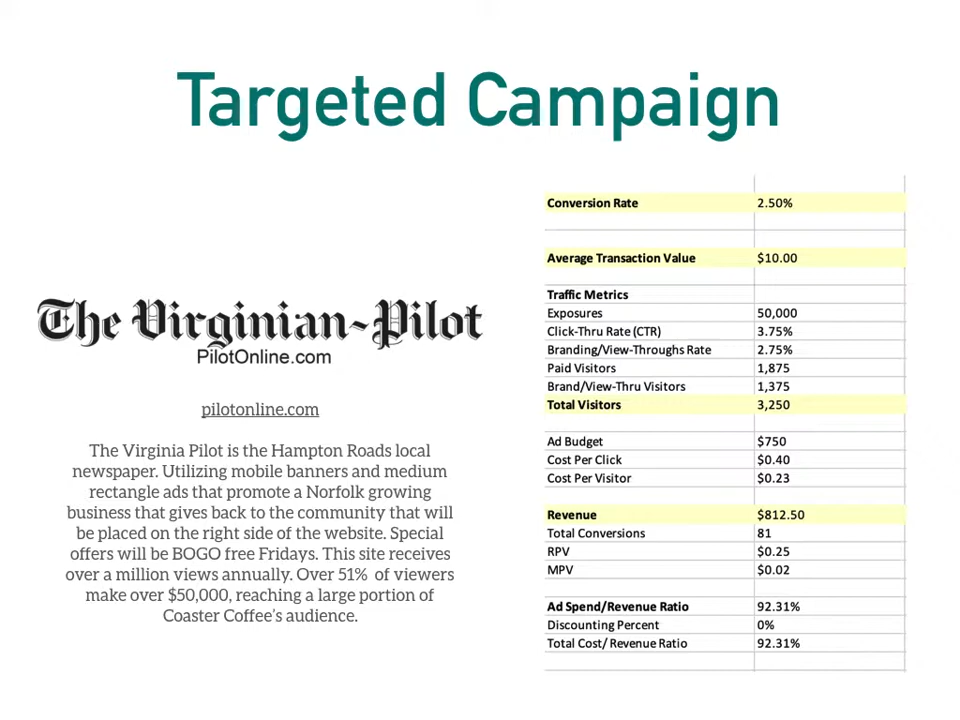 Targeted Campaign
The Virginian-Pilot
PilotOnline.com
pilotonline.com
The Virginia Pilot is the Hampton Roads local
newspaper. Utilizing mobile banners and medium
rectangle ads that promote a Norfolk growing
business that gives back to the community that will
be placed on the right side of the website. Special
offers will be BOGO free Fridays. This site receives
over a million views annually. Over 51% of viewers
make over $50,000, reaching a large portion of
Coaster Coffee's audience.
Conversion Rate 2.50%
Average Transaction Value $10.00
Traffic Metrics
Exposures 50,000
Click-Thru Rate (CTR) 3.75%
Branding/View-Throughs Rate 2.75%
Paid Visitors 1,875
Brand/View-Thru Visitors 1,375
Total Visitors 3,250
Ad Budget $750
Cost Per Click $0.40
Cost Per Visitor $0.23
Revenue $812.50
Total Conversions 81
RPV $0.25
MPV $0.02
Ad Spend/Revenue Ratio 92.31%
Discounting Percent 0%
Total Cost/ Revenue Ratio 92.31%